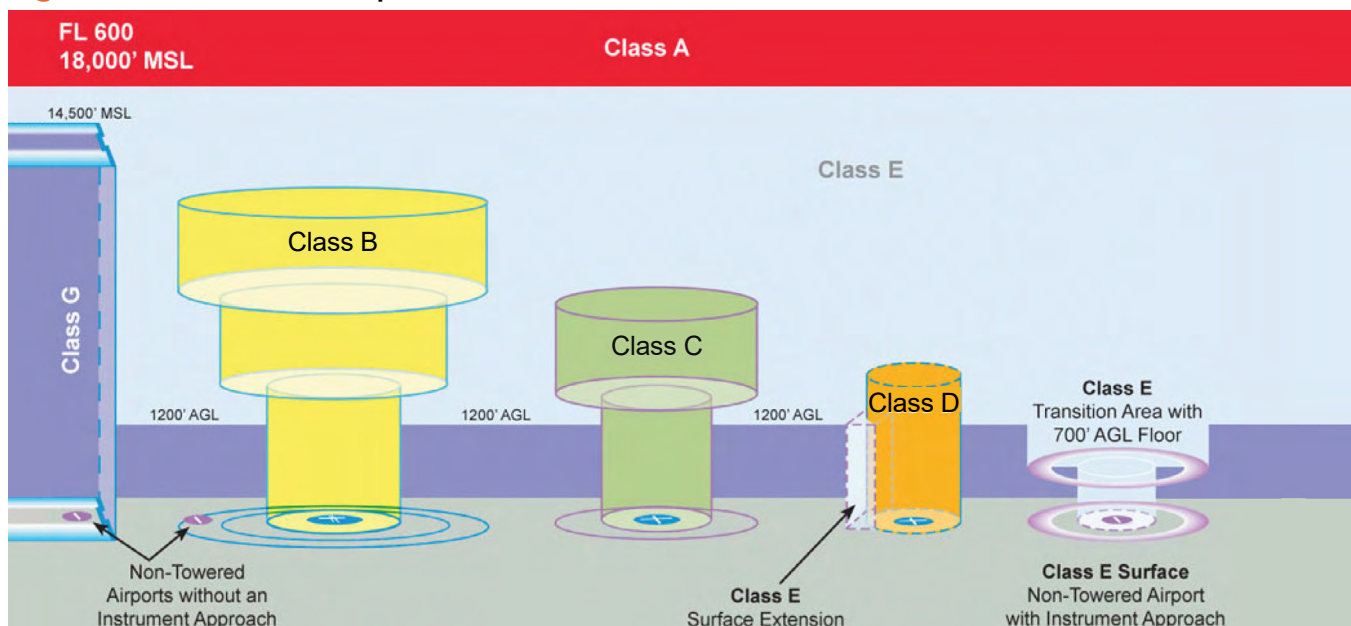 FL 600
18,000' MSL
Class A
14,500' MSL
Class E
Class B
Class G
Class C
Class D
1200' AGL
1200' AGL
1200' AGL
Class E
Transition Area with
700' AGL Floor
Non-Towered
Airports without an
Instrument Approach
Class E
Surface Extension
Class E Surface
Non-Towered Airport
with Instrument Approach